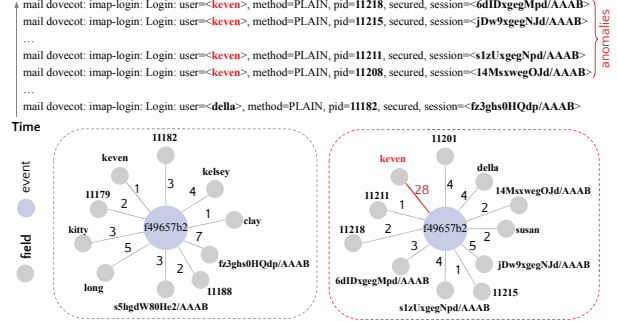 mail dovecot: imap-login: Login: user=<keven>, method=PLAIN, pid=11218, secured, session=<6dIDxgegMpd/AAAB>
mail dovecot: imap-login: Login: user=<keven>, method=PLAIN, pid=11215, secured, session=<jDw9xgegNJd/AAAB>
...
mail dovecot: imap-login: Login: user=<keven>, method=PLAIN, pid=11211, secured, session=<s1zUxgegNpd/AAAB>
mail dovecot: imap-login: Login: user=<keven>, method=PLAIN, pid=11208, secured, session=<14MsxwegOJd/AAAB>
anomalies
...
mail dovecot: imap-login: Login: user=<della>, method=PLAIN, pid=11182, secured, session=<fz3ghs0HQdp/AAAB>
Time
event
field
11182
keven
kelsey
11179
clay
kitty
f49657b2
fz3ghs0HQdp/AAAB
long
11188
s5hgdW80He2/AAAB
3
1
4
2
1
3
7
5
3
2
11201
keven
della
28
14MsxwegOJd/AAAB
11211
susan
11218
f49657b2
jDw9xgegNJd/AAAB
6dIDxgegMpd/AAAB
11215
s1zUxgegNpd/AAAB
4
4
2
1
2
2
5
3
4
1